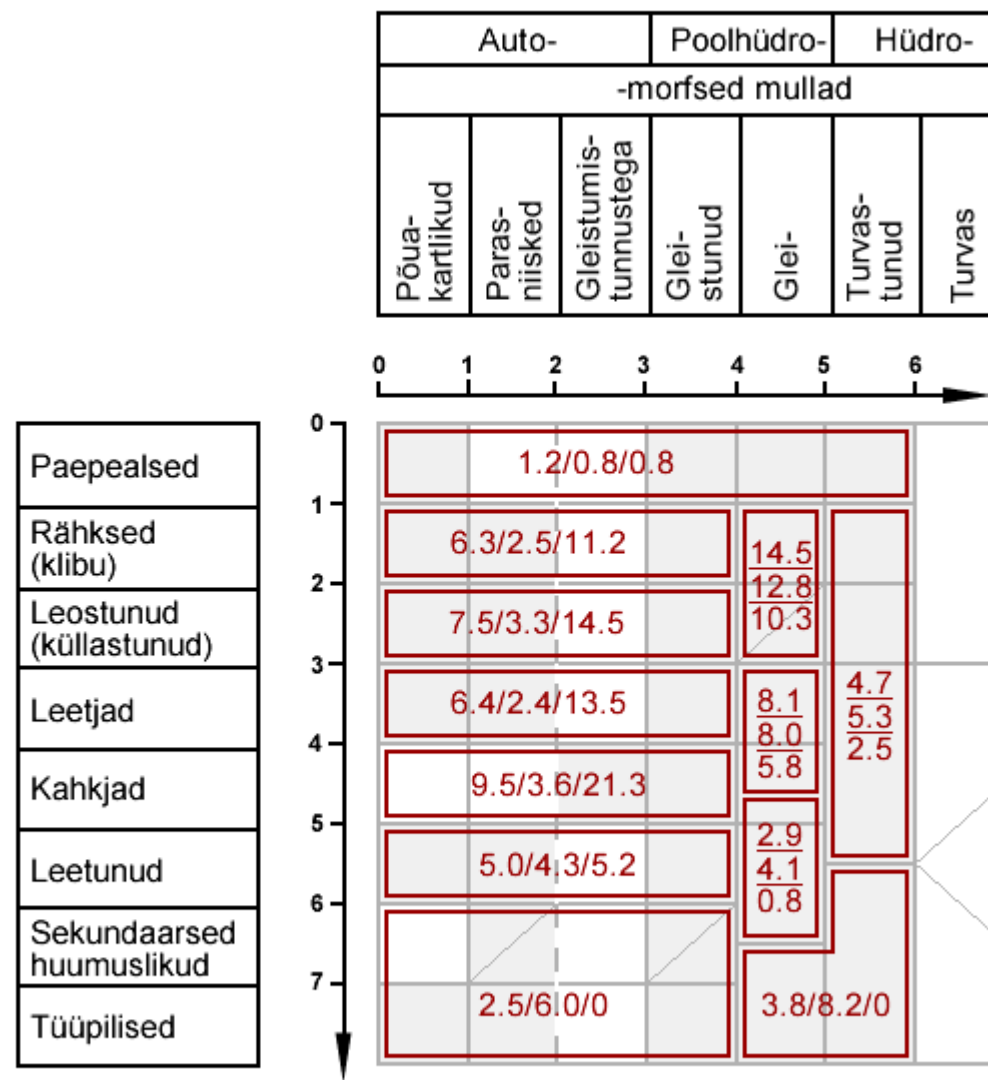 Auto-
Poolhüdro-
Hüdro-
-morfsed mullad
Põua-
kartlikud
Paras-
niisked
Gleistumis-
tunnustega
Glei-
stunud
Glei-
Turvas-
tunud
Turvas
0 1 2 3 4 5 6
0
Paepealsed
1.2/0.8/0.8
1
Rähksed
(klibu)
6.3/2.5/11.2
14.5
12.8
10.3
2
Leostunud
(küllastunud)
7.5/3.3/14.5
3
Leetjad
6.4/2.4/13.5
8.1
8.0
5.8
4.7
5.3
2.5
4
Kahkjad
9.5/3.6/21.3
5
Leetunud
5.0/4.3/5.2
2.9
4.1
0.8
6
Sekundaarsed
huumuslikud
7
Tüüpilised
2.5/6.0/0
3.8/8.2/0